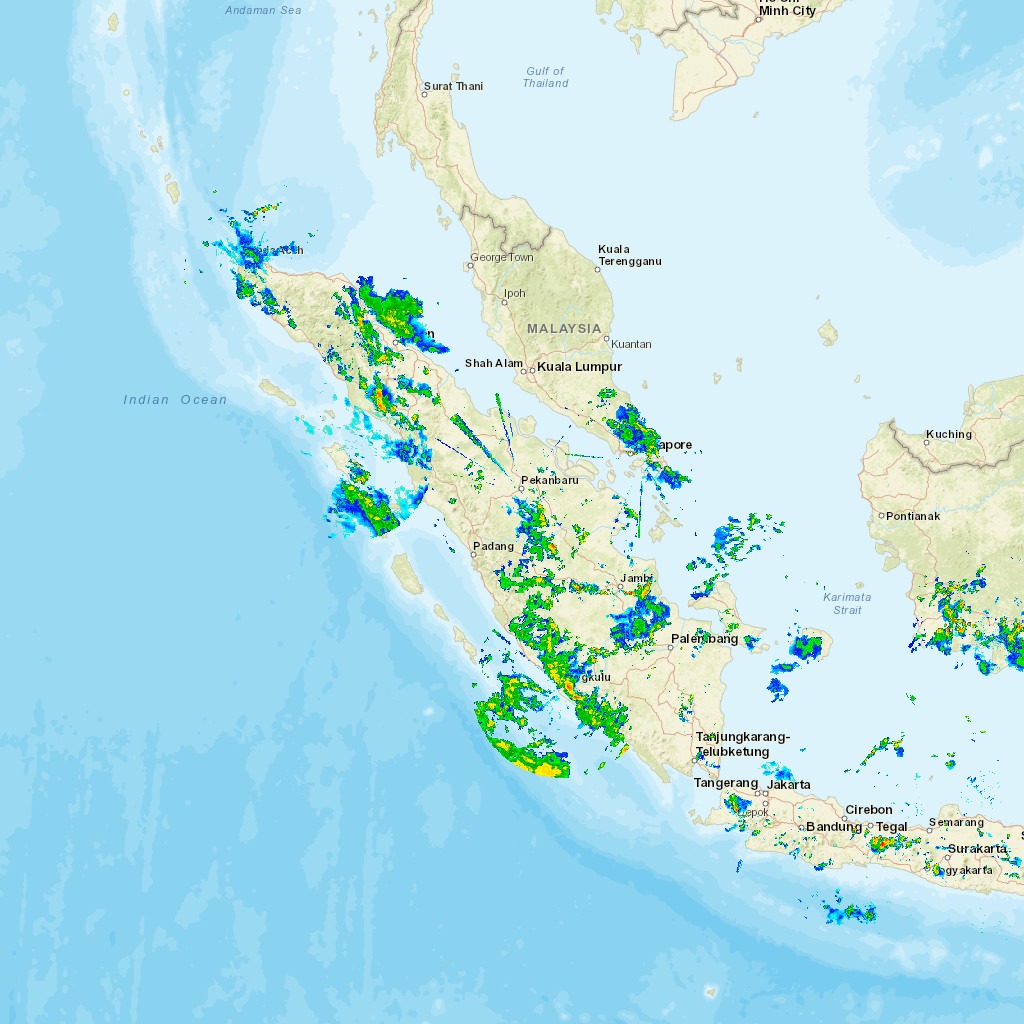 Andaman Sea
Minh City
Gulf of
Thailand
Surat Thani
Kuala
Terengganu
George Town
Ipoh
MALAYSIA
Kuantan
Shah Alam
Kuala Lumpur
Indian Ocean
Kuching
Pekanbaru
Pontianak
Padang
Jambi
Karimata
Strait
Palembang
Tanjungkarang-
Telubketung
Tangerang
Jakarta
Cirebon
Bandung
Tegal
Semarang
Surakarta